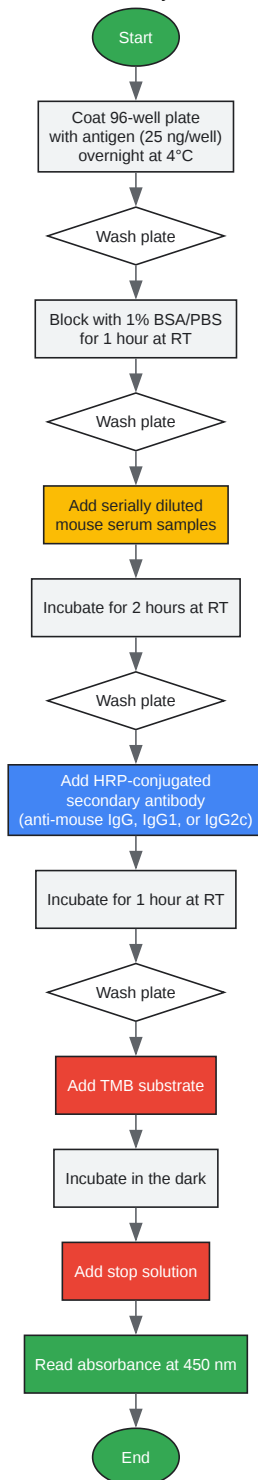 Start
Coat 96-well plate
with antigen (25 ng/well)
overnight at 4°C
Wash plate
Block with 1% BSA/PBS
for 1 hour at RT
Wash plate
Add serially diluted
mouse serum samples
Incubate for 2 hours at RT
Wash plate
Add HRP-conjugated
secondary antibody
(anti-mouse IgG, IgG1, or IgG2c)
Incubate for 1 hour at RT
Wash plate
Add TMB substrate
Incubate in the dark
Add stop solution
Read absorbance at 450 nm
End